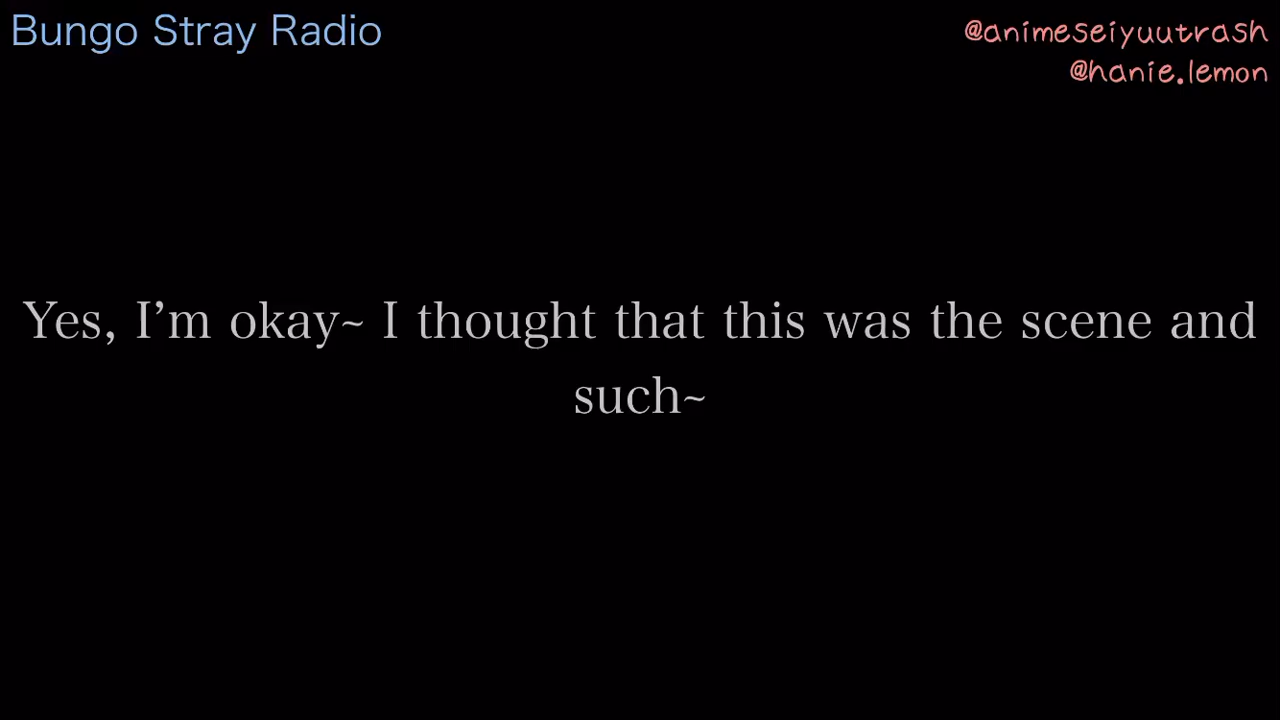 Bungo Stray Radio
@animeseiyuutrash
@hanie.lemon
Yes, I’m okay~ I thought that this was the scene and
such~